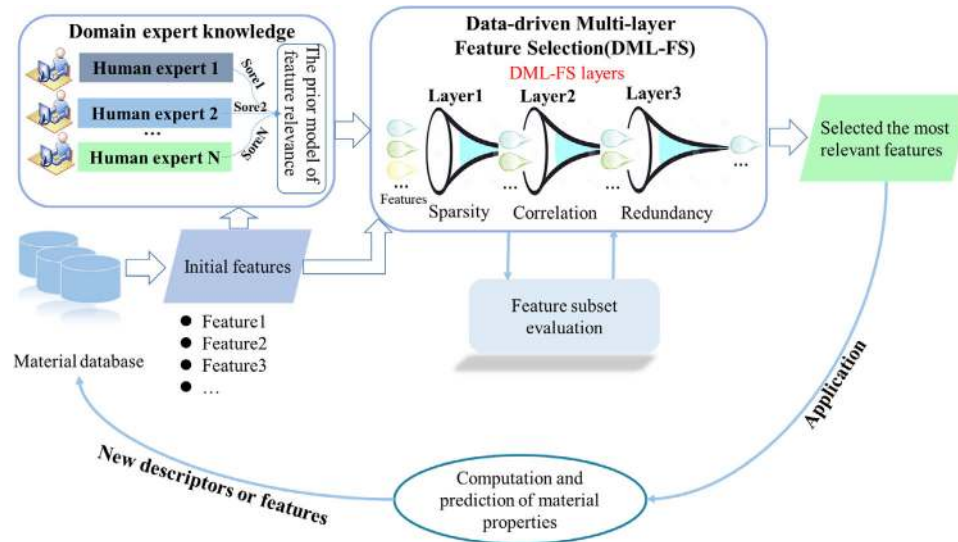 Domain expert knowledge
Human expert 1
Human expert 2
...
Human expert N
Sore1
Sore2
SoreN
The prior model of
feature relevance
Data-driven Multi-layer
Feature Selection(DML-FS)
DML-FS layers
Layer1
Layer2
Layer3
...
Features
...
...
...
Sparsity
Correlation
Redundancy
Selected the most
relevant features
Initial features
Feature subset
evaluation
● Feature1
● Feature2
● Feature3
● ...
Material database
Application
New descriptors or features
Computation and
prediction of material
properties